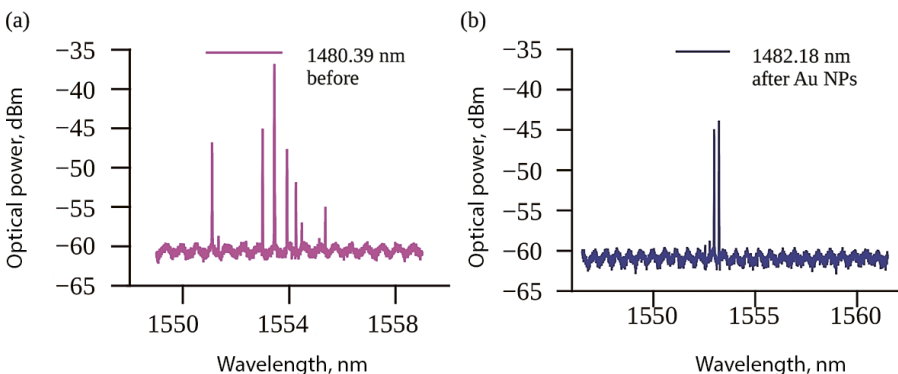 (a)
1480.39 nm
before
Optical power, dBm
−35
−40
−45
−50
−55
−60
−65
1550
1554
1558
Wavelength, nm
(b)
1482.18 nm
after Au NPs
Optical power, dBm
−35
−40
−45
−50
−55
−60
−65
1550
1555
1560
Wavelength, nm